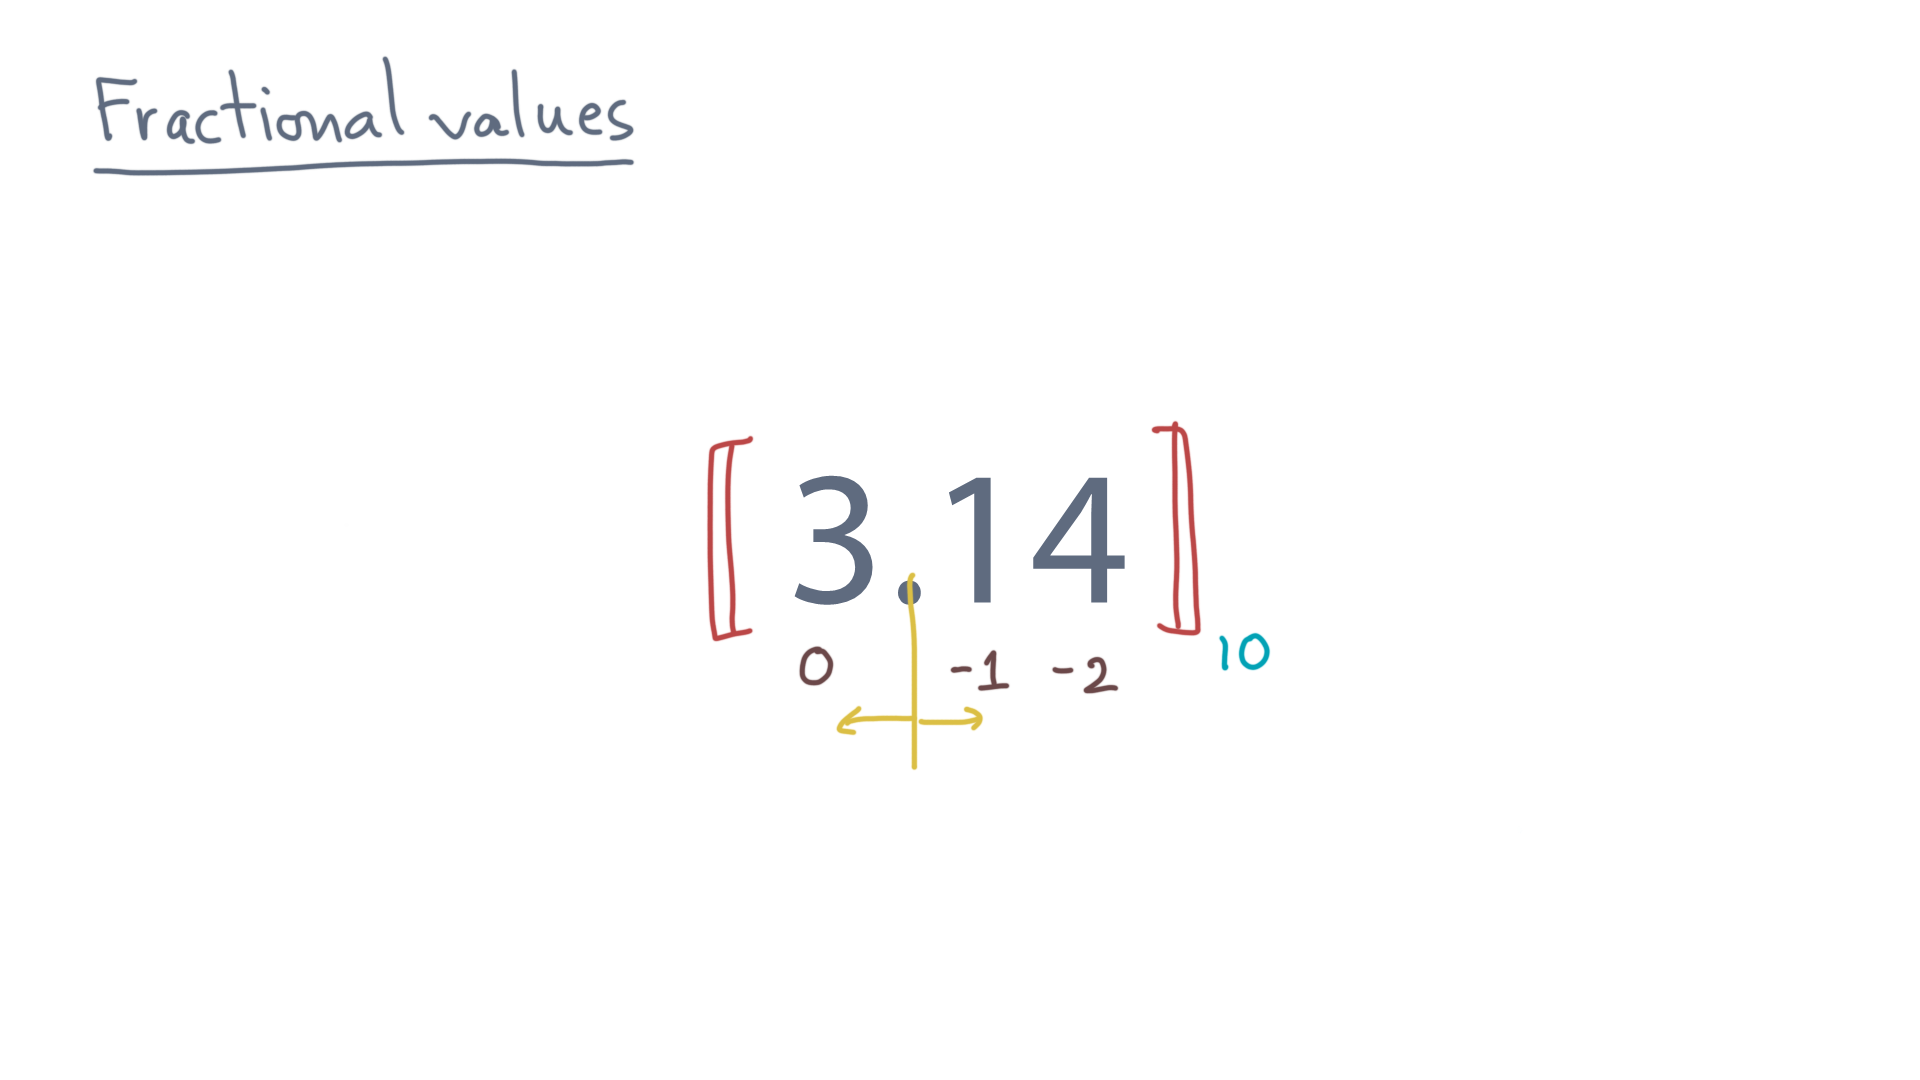 Fractional values
⟦ 3.14 ⟧10
0 -1 -2